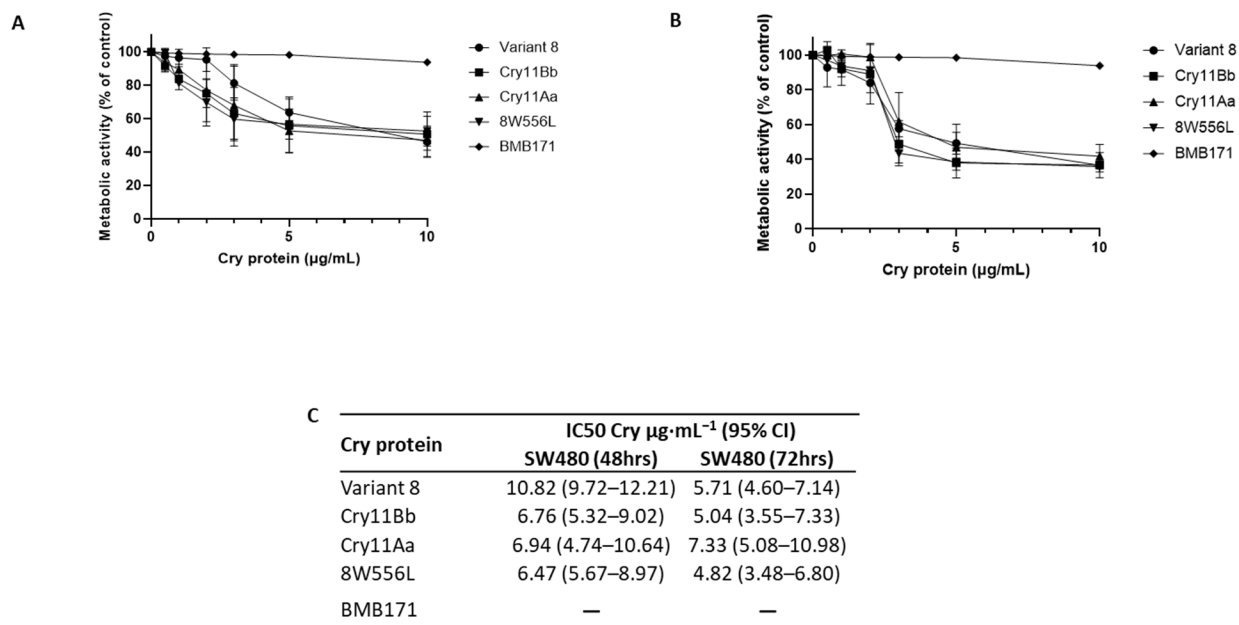 A
Metabolic activity (% of control)
100
80
60
40
20
0
0
5
10
Cry protein (µg/mL)
Variant 8
Cry11Bb
Cry11Aa
8W556L
BMB171
B
Metabolic activity (% of control)
100
80
60
40
20
0
0
5
10
Cry protein (µg/mL)
Variant 8
Cry11Bb
Cry11Aa
8W556L
BMB171
C
Cry protein IC50 Cry µg·mL⁻¹ (95% CI)
SW480 (48hrs) SW480 (72hrs)
Variant 8 10.82 (9.72–12.21) 5.71 (4.60–7.14)
Cry11Bb 6.76 (5.32–9.02) 5.04 (3.55–7.33)
Cry11Aa 6.94 (4.74–10.64) 7.33 (5.08–10.98)
8W556L 6.47 (5.67–8.97) 4.82 (3.48–6.80)
BMB171 — —